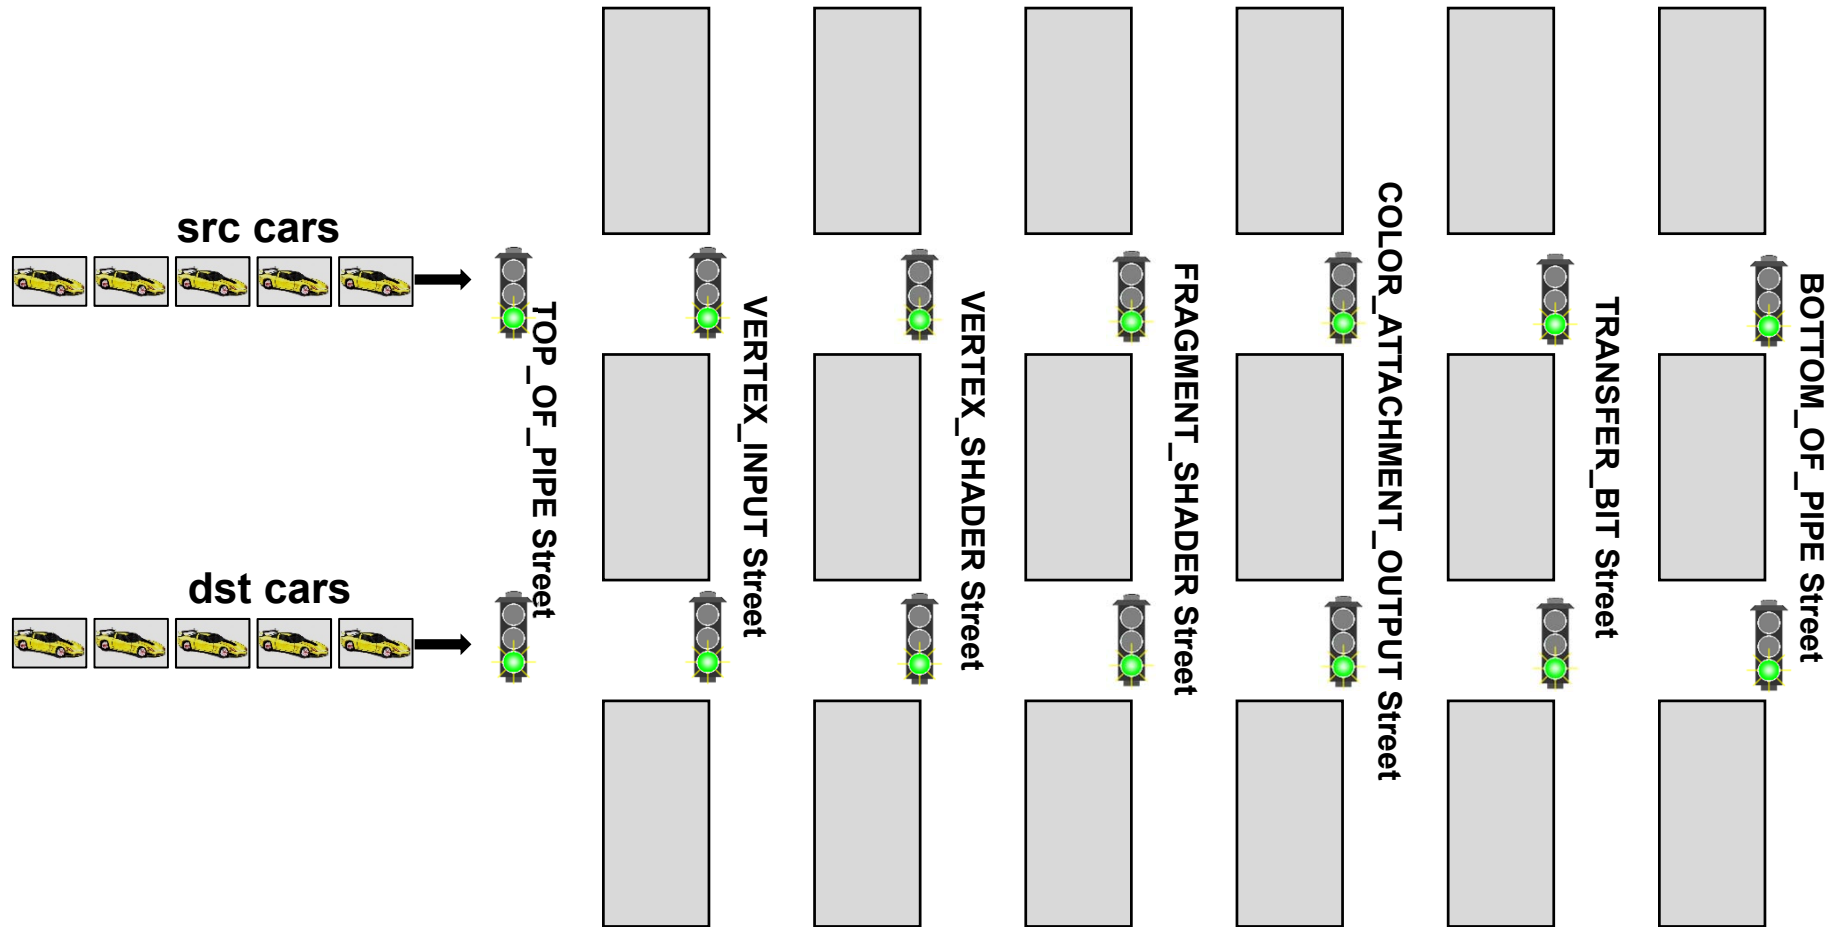 src cars
dst cars
TOP_OF_PIPE Street
VERTEX_INPUT Street
VERTEX_SHADER Street
FRAGMENT_SHADER Street
COLOR_ATTACHMENT_OUTPUT Street
TRANSFER_BIT Street
BOTTOM_OF_PIPE Street